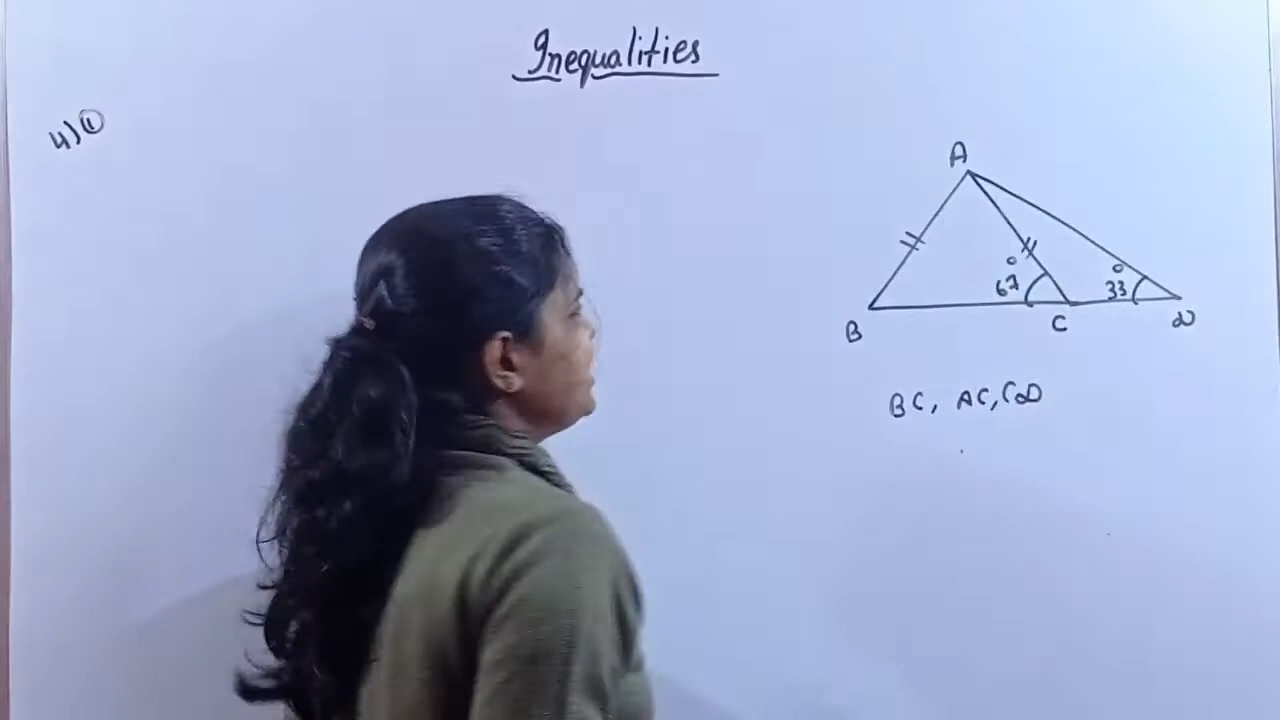 Inequalities
4) ①
A
67°
33°
B
C
D
BC, AC, CD